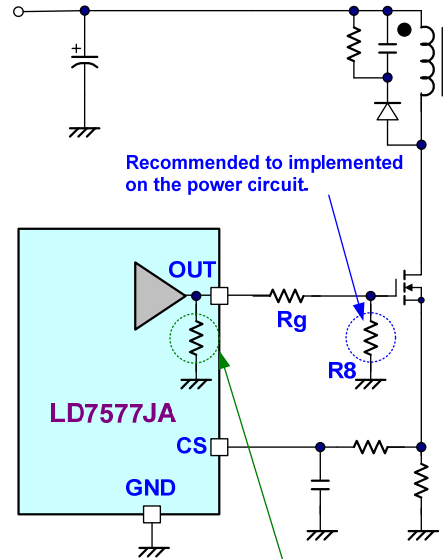 +
Recommended to implemented
on the power circuit.
OUT
Rg
R8
LD7577JA
CS
GND